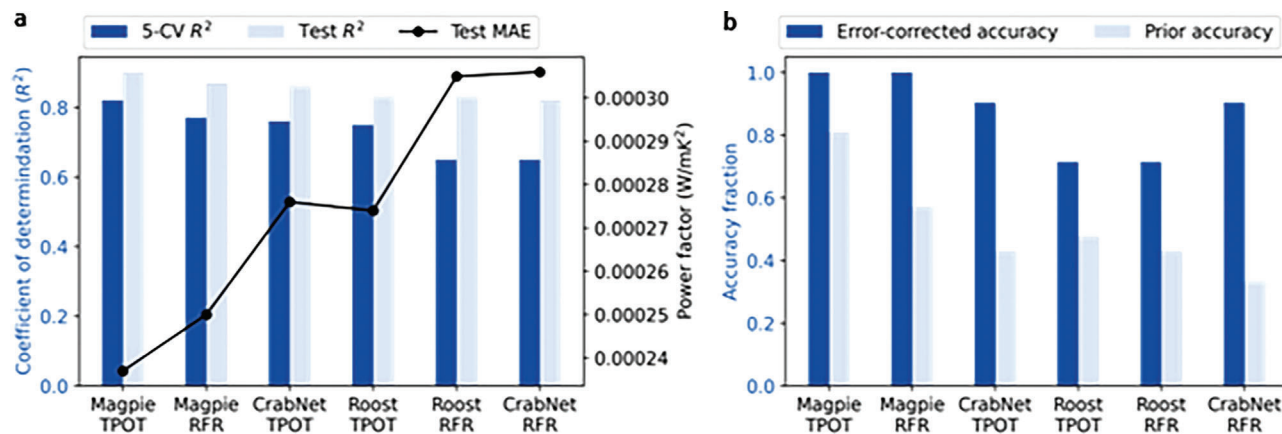 a
5-CV R² Test R² Test MAE
Coefficient of determindation (R²)
0.8
0.6
0.4
0.2
0.0
0.00030
0.00029
0.00028
0.00027
0.00026
0.00025
0.00024
Power factor (W/mK²)
Magpie TPOT
Magpie RFR
CrabNet TPOT
Roost TPOT
Roost RFR
CrabNet RFR
b
Error-corrected accuracy Prior accuracy
Accuracy fraction
1.0
0.8
0.6
0.4
0.2
0.0
Magpie TPOT
Magpie RFR
CrabNet TPOT
Roost TPOT
Roost RFR
CrabNet RFR